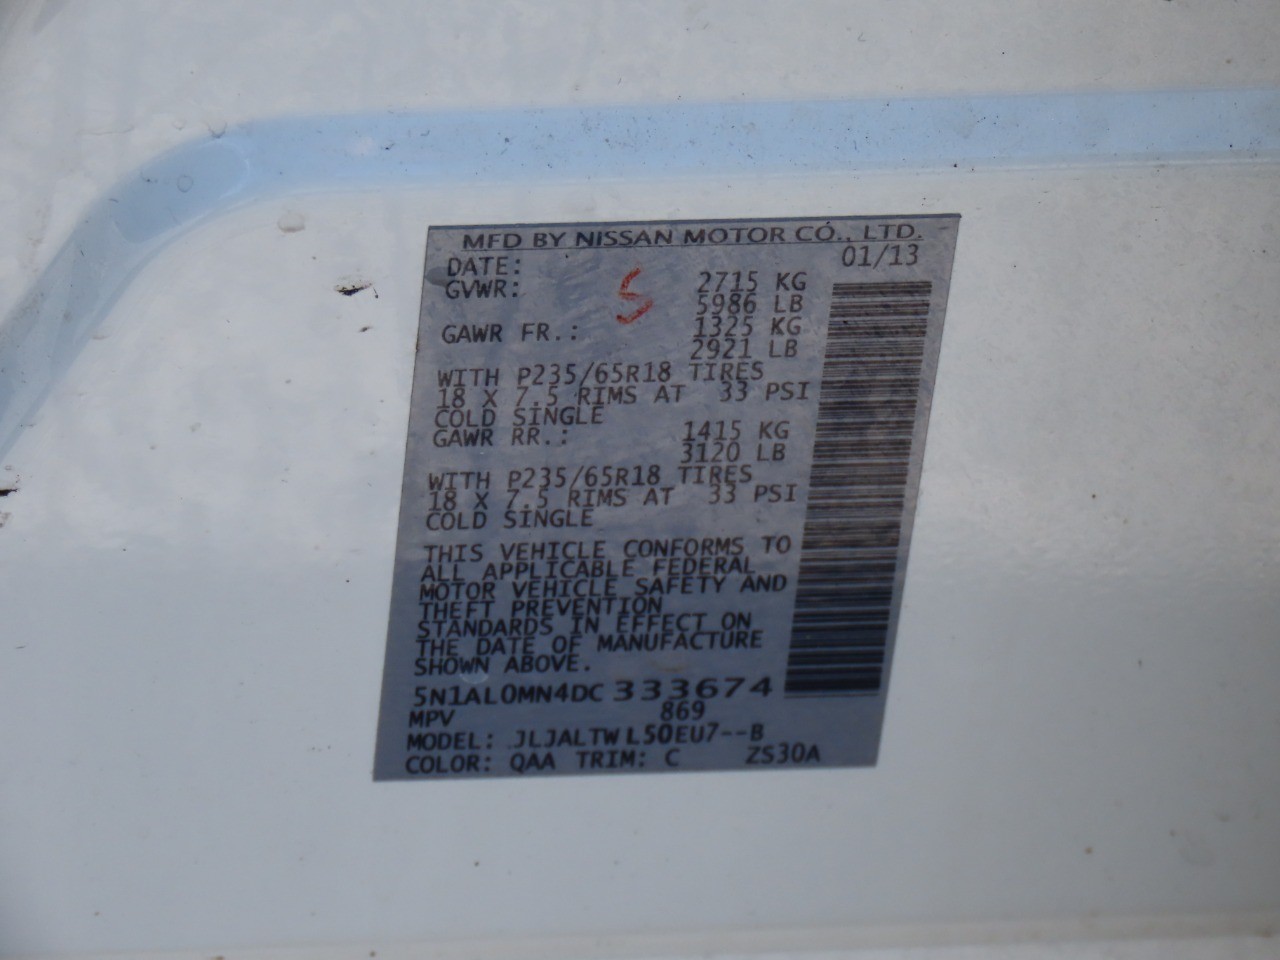 MFD BY NISSAN MOTOR CO., LTD.
DATE: 01/13
GVWR: 2715 KG
5986 LB
S
GAWR FR.: 1325 KG
2921 LB
WITH P235/65R18 TIRES
18 X 7.5 RIMS AT 33 PSI
COLD SINGLE
GAWR RR.: 1415 KG
3120 LB
WITH P235/65R18 TIRES
18 X 7.5 RIMS AT 33 PSI
COLD SINGLE
THIS VEHICLE CONFORMS TO
ALL APPLICABLE FEDERAL
MOTOR VEHICLE SAFETY AND
THEFT PREVENTION
STANDARDS IN EFFECT ON
THE DATE OF MANUFACTURE
SHOWN ABOVE.
5N1AL0MN4DC333674
MPV 869
MODEL: JLJALTWL50EU7--B
COLOR: QAA TRIM: C ZS30A